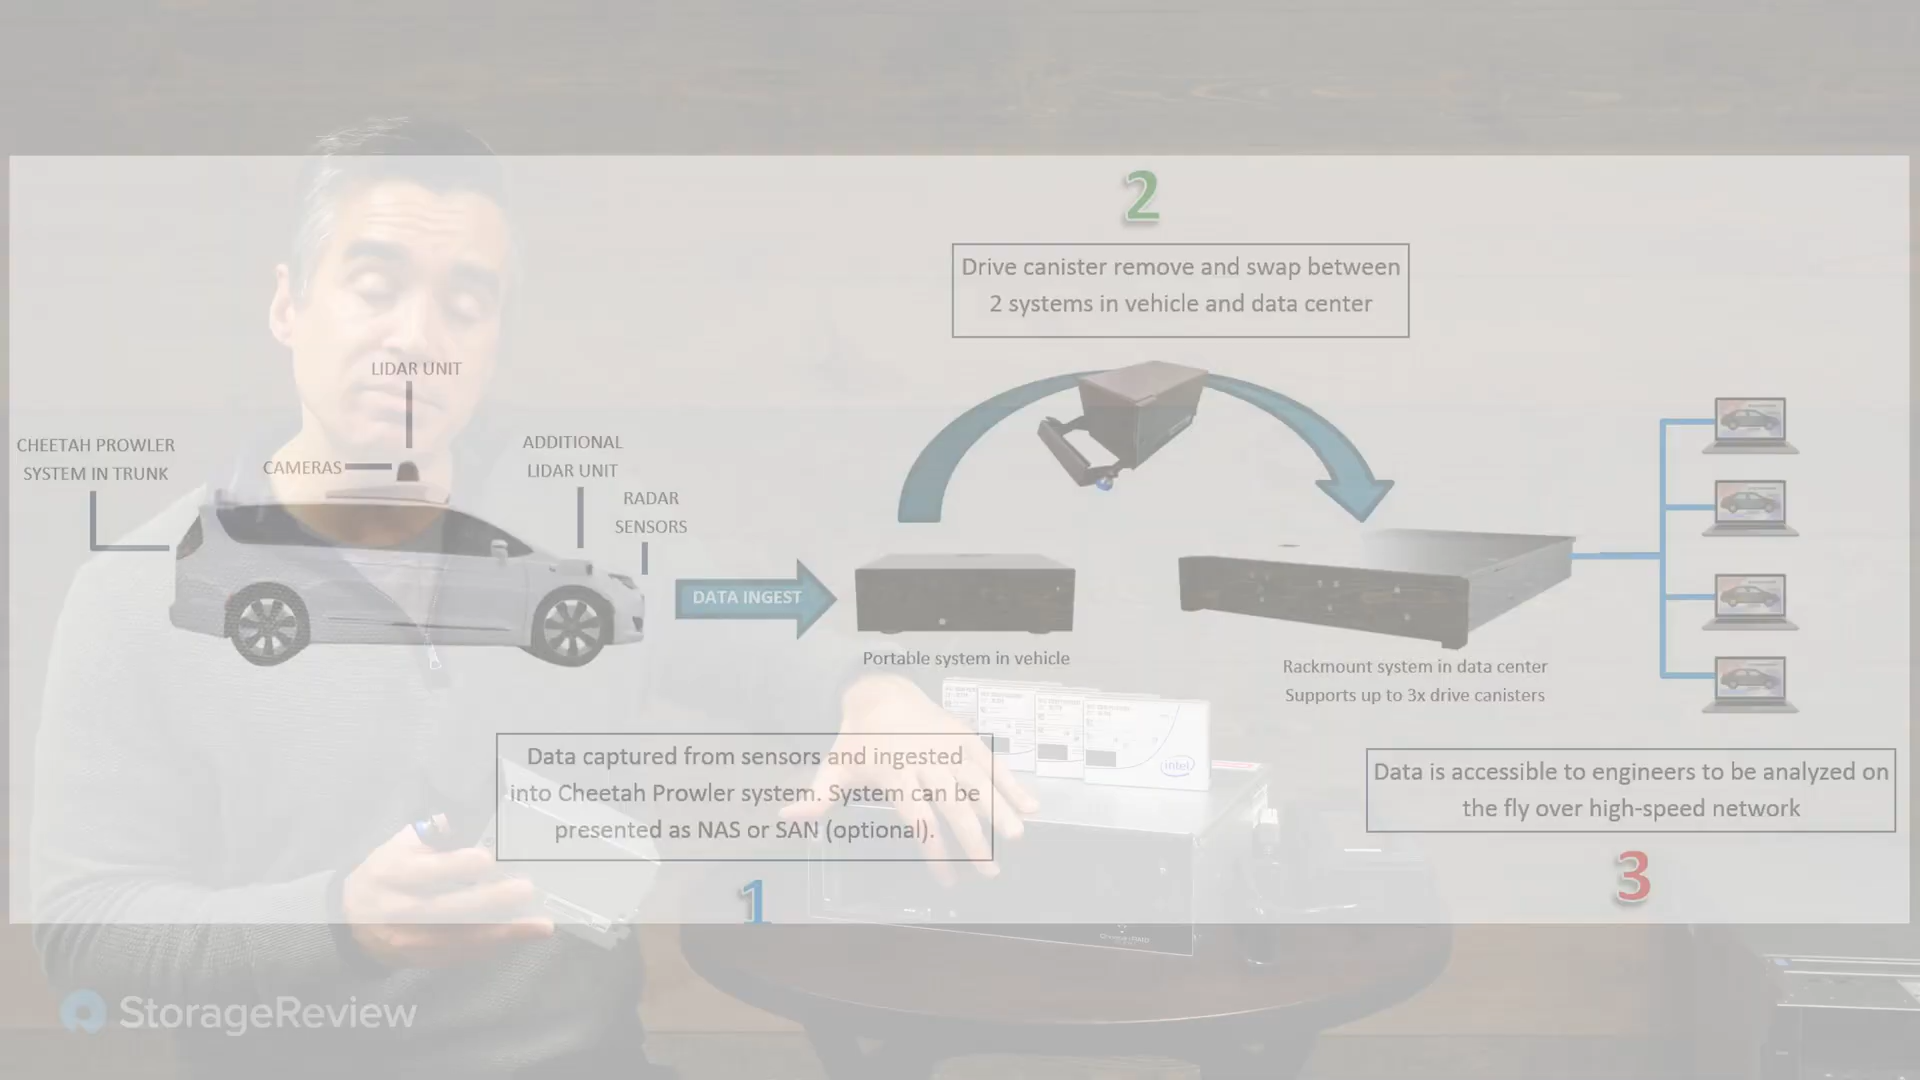 2
Drive canister remove and swap between
2 systems in vehicle and data center
LIDAR UNIT
CHEETAH PROWLER
SYSTEM IN TRUNK
CAMERAS
ADDITIONAL
LIDAR UNIT
RADAR
SENSORS
DATA INGEST
Portable system in vehicle
Rackmount system in data center
Supports up to 3x drive canisters
Data captured from sensors and ingested
into Cheetah Prowler system. System can be
presented as NAS or SAN (optional).
1
intel
Data is accessible to engineers to be analyzed on
the fly over high-speed network
3
StorageReview